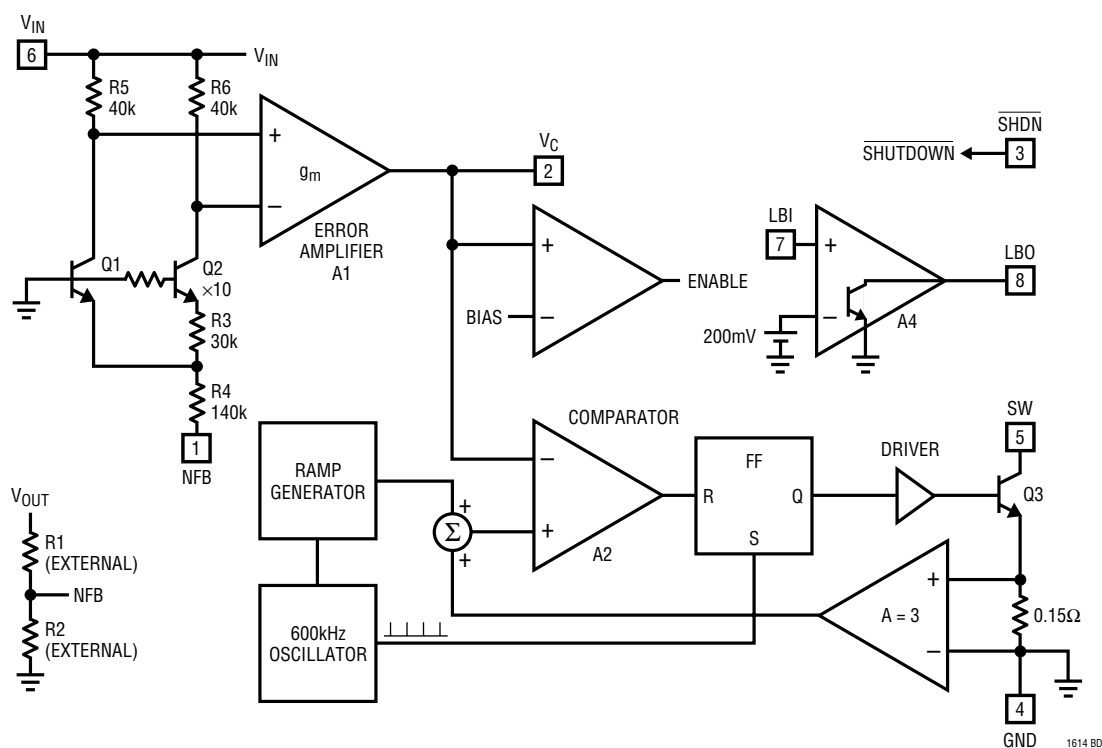 VIN
6
VIN
R5
40k
R6
40k
+
gm
−
ERROR
AMPLIFIER
A1
VC
2
SHDN
3
SHUTDOWN
LBI
7
+
−
A4
LBO
8
200mV
+
−
BIAS
ENABLE
Q1
Q2
×10
R3
30k
R4
140k
1
NFB
COMPARATOR
−
+
A2
RAMP
GENERATOR
+
Σ
+
FF
R
Q
S
DRIVER
SW
5
Q3
VOUT
R1
(EXTERNAL)
NFB
R2
(EXTERNAL)
600kHz
OSCILLATOR
A = 3
+
−
0.15Ω
4
GND
1614 BD